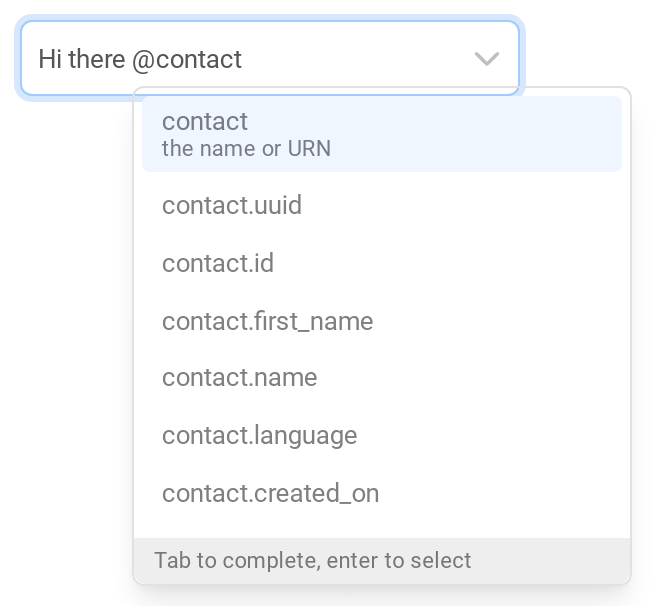 Hi there @contact
contact
the name or URN
contact.uuid
contact.id
contact.first_name
contact.name
contact.language
contact.created_on
Tab to complete, enter to select